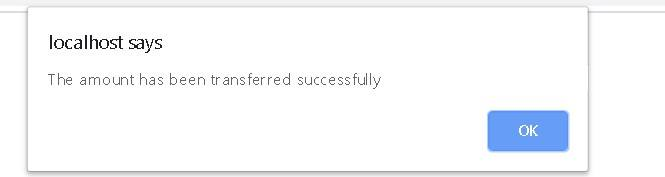 localhost says
The amount has been transferred successfully
OK